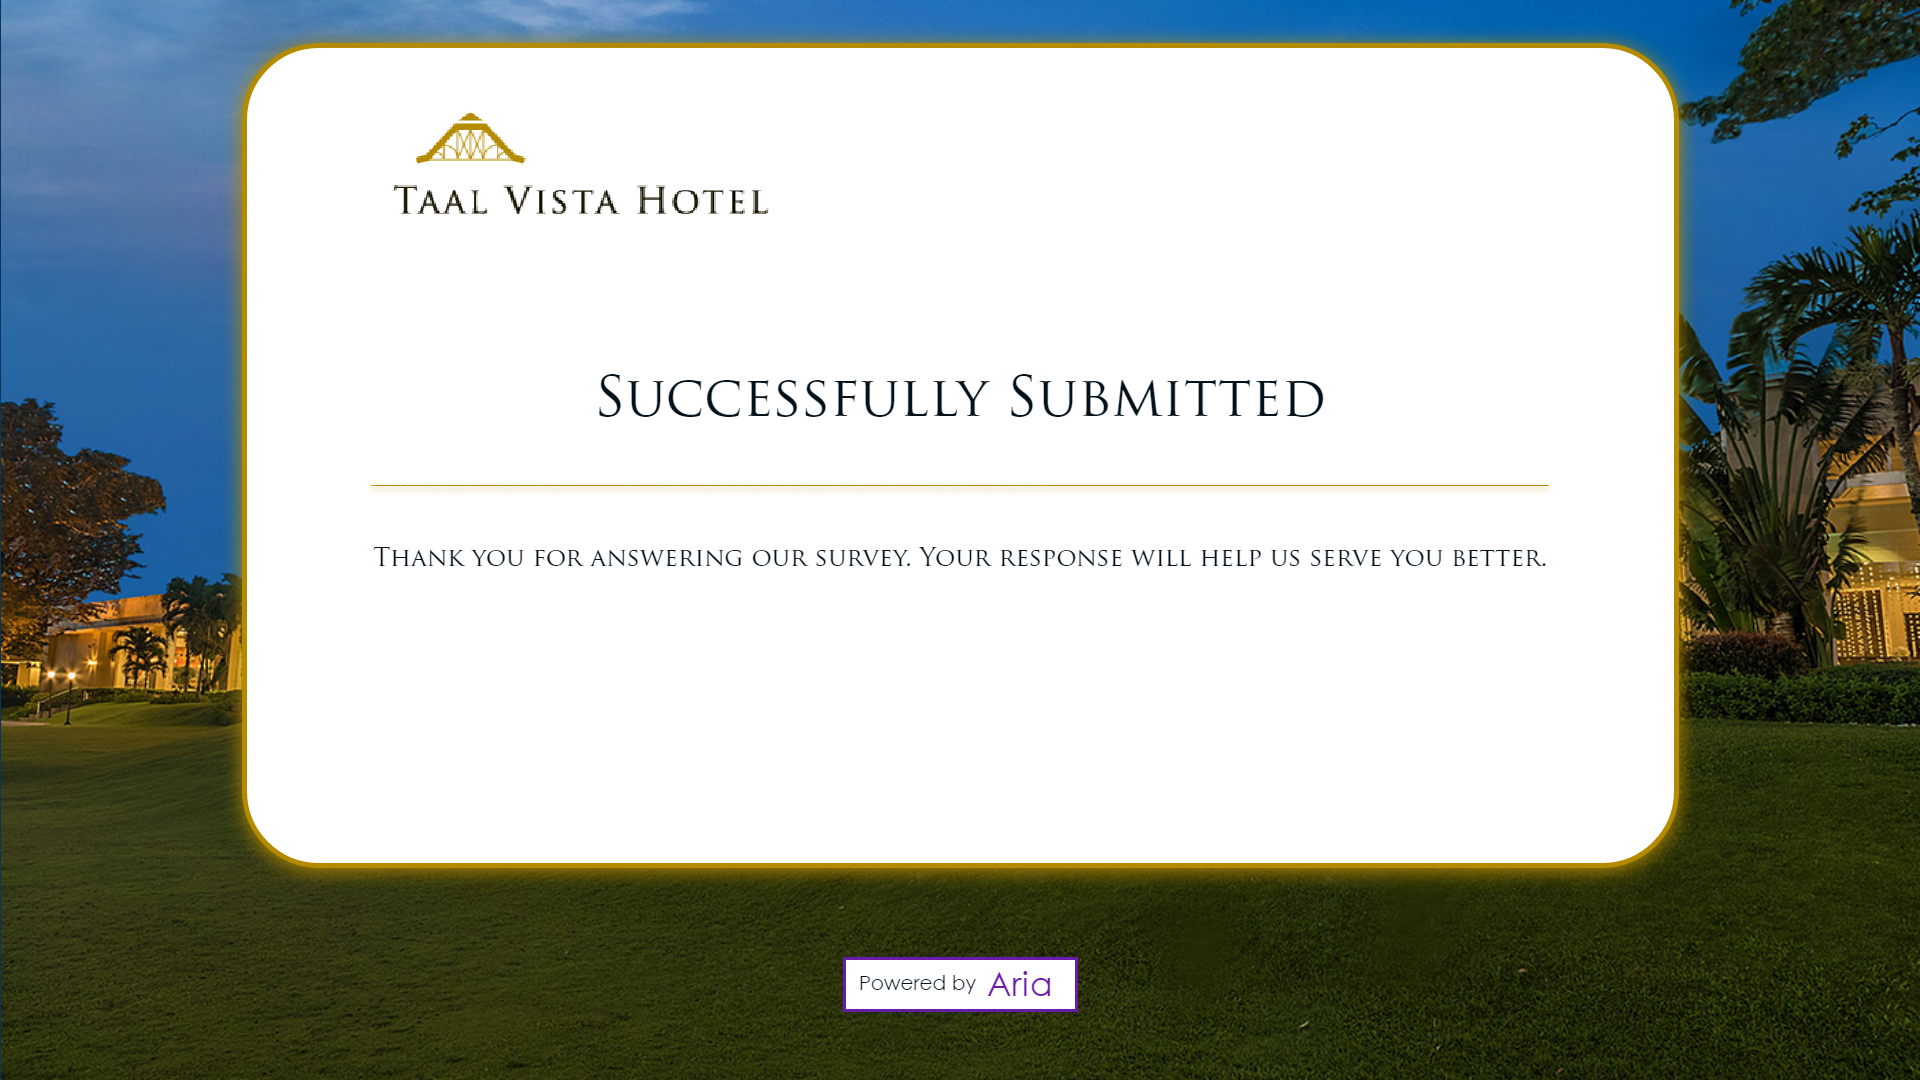 Taal Vista Hotel
Successfully Submitted
Thank you for answering our survey. Your response will help us serve you better.
Powered by Aria